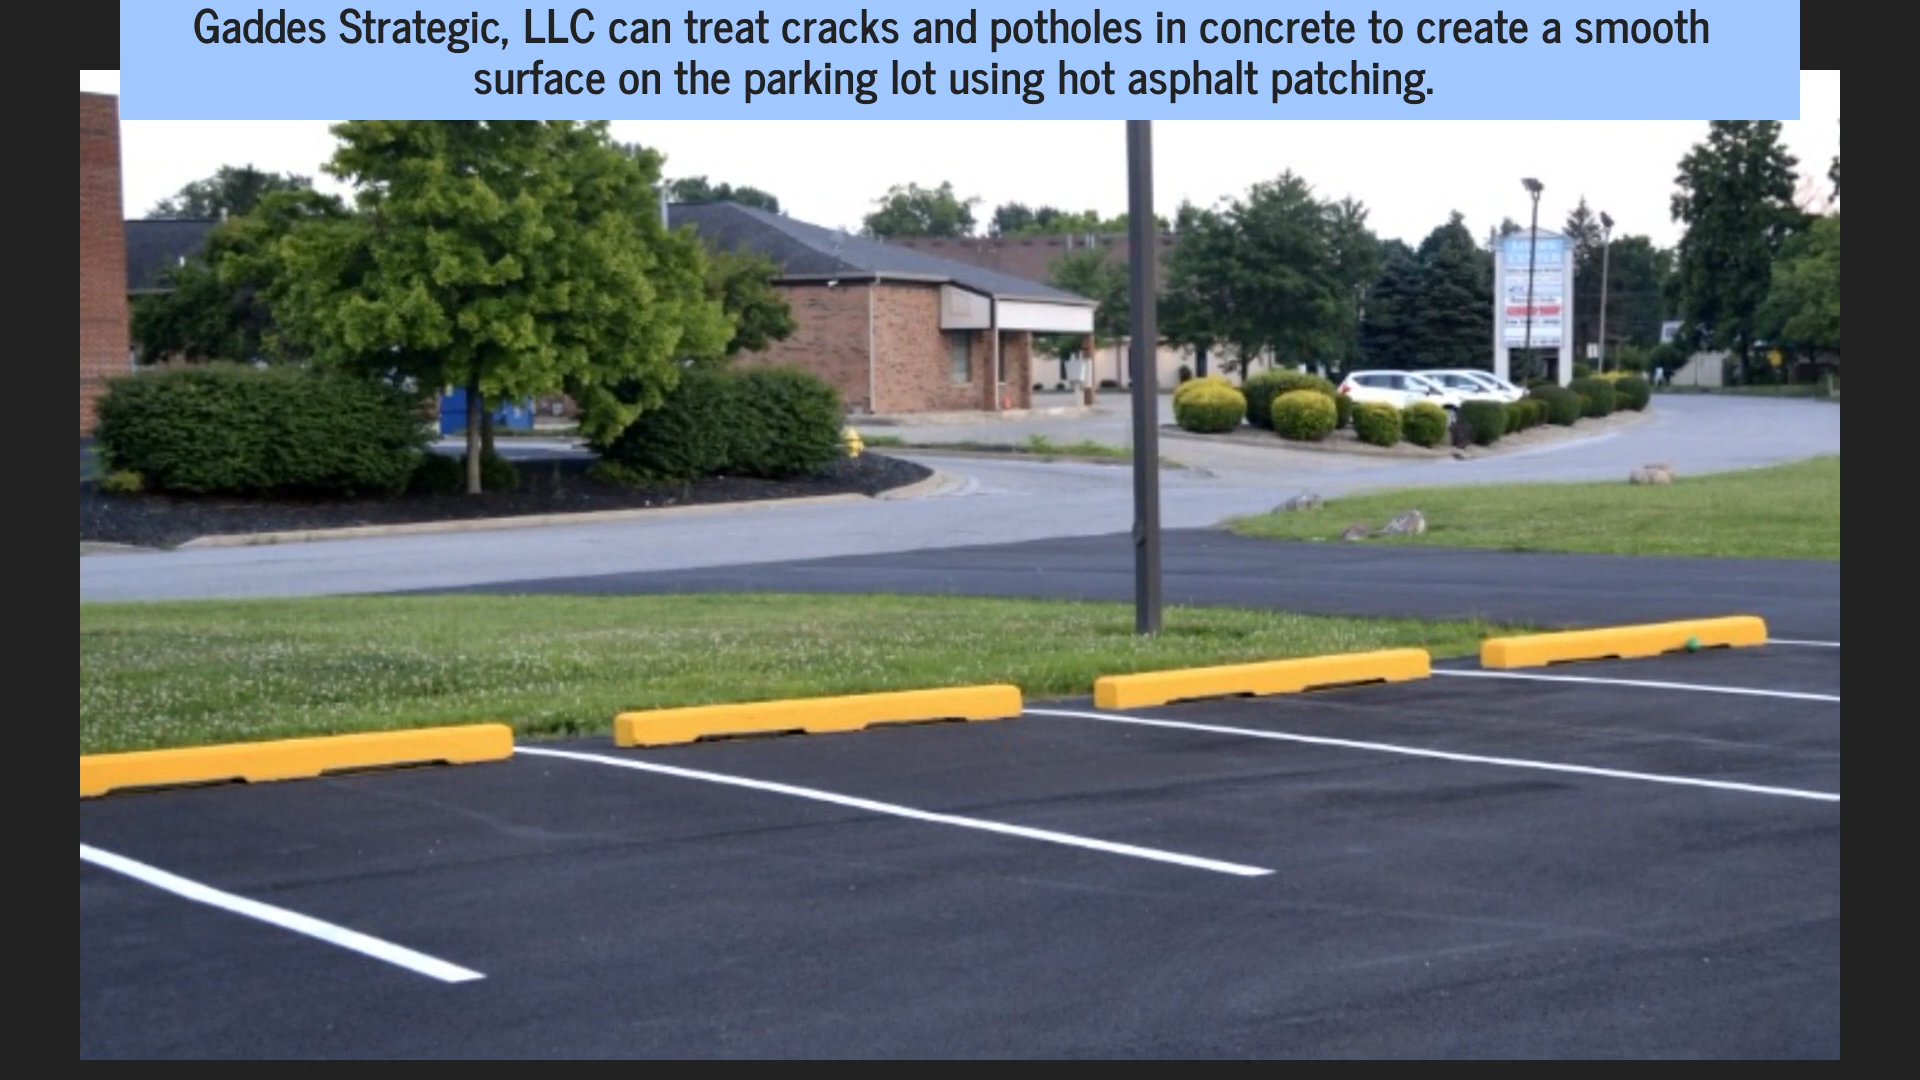 Gaddes Strategic, LLC can treat cracks and potholes in concrete to create a smooth
surface on the parking lot using hot asphalt patching.